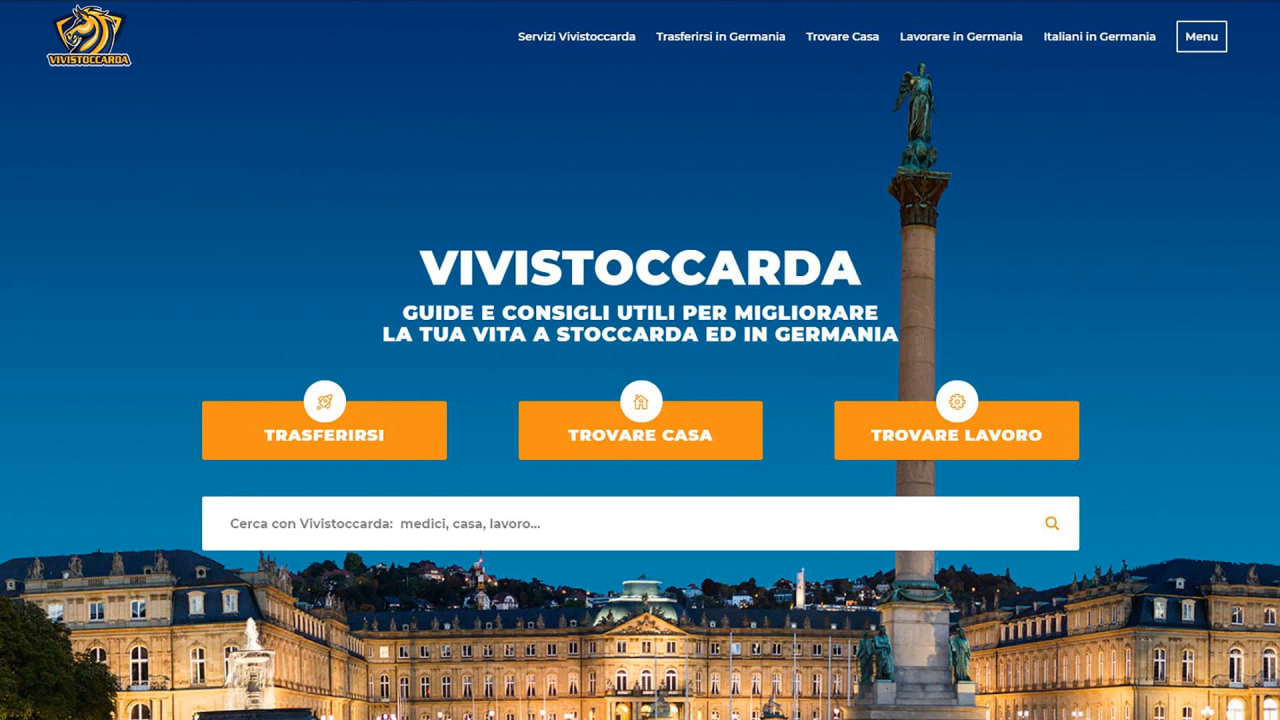 VIVISTOCCARDA
Servizi Vivistoccarda
Trasferirsi in Germania
Trovare Casa
Lavorare in Germania
Italiani in Germania
Menu
VIVISTOCCARDA
GUIDE E CONSIGLI UTILI PER MIGLIORARE
LA TUA VITA A STOCCARDA ED IN GERMANIA
TRASFERIRSI
TROVARE CASA
TROVARE LAVORO
Cerca con Vivistoccarda: medici, casa, lavoro...